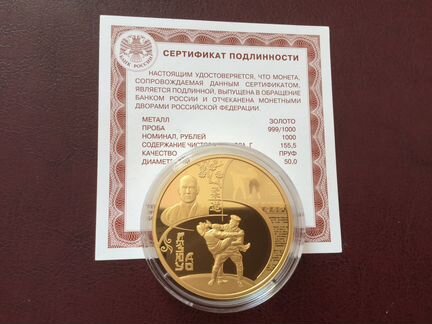 БАНК РОССИИ
СЕРТИФИКАТ ПОДЛИННОСТИ
НАСТОЯЩИМ УДОСТОВЕРЯЕТСЯ, ЧТО МОНЕТА,
СОПРОВОЖДАЕМАЯ ДАННЫМ СЕРТИФИКАТОМ,
ЯВЛЯЕТСЯ ПОДЛИННОЙ, ВЫПУЩЕНА В ОБРАЩЕНИЕ
БАНКОМ РОССИИ И ОТЧЕКАНЕНА МОНЕТНЫМИ
ДВОРАМИ РОССИЙСКОЙ ФЕДЕРАЦИИ.
МЕТАЛЛ ЗОЛОТО
ПРОБА 999/1000
НОМИНАЛ, РУБЛЕЙ 1000
СОДЕРЖАНИЕ Г 155,5
КАЧЕСТВО ПРУФ
50,0